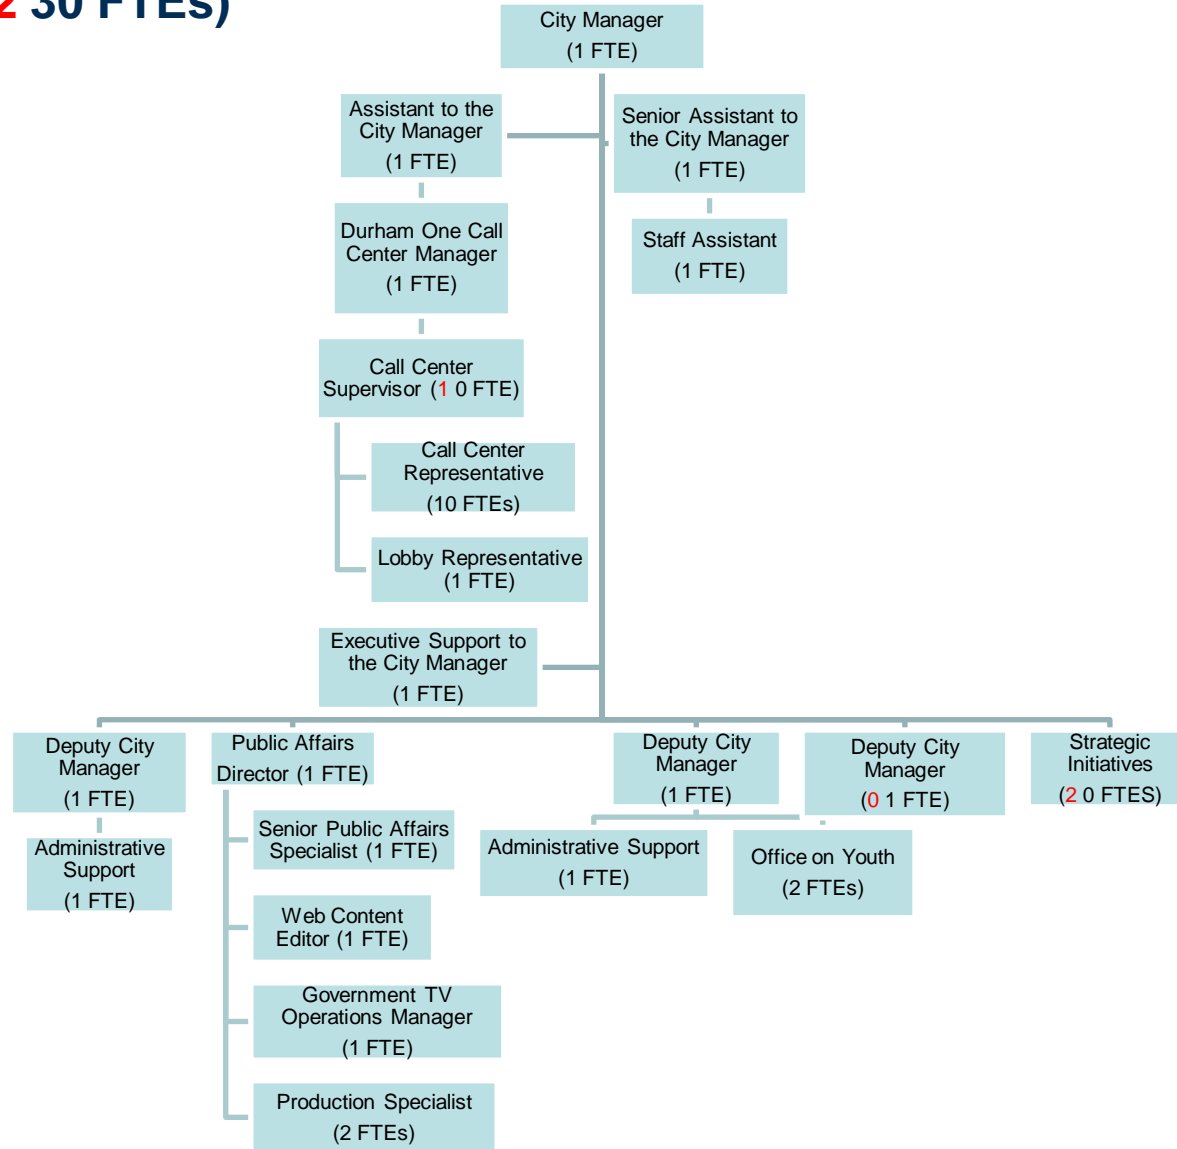 2 30 FTEs)
City Manager
(1 FTE)
Assistant to the
City Manager
(1 FTE)
Senior Assistant to
the City Manager
(1 FTE)
Durham One Call
Center Manager
(1 FTE)
Staff Assistant
(1 FTE)
Call Center
Supervisor (1 0 FTE)
Call Center
Representative
(10 FTEs)
Lobby Representative
(1 FTE)
Executive Support to
the City Manager
(1 FTE)
Deputy City
Manager
(1 FTE)
Administrative
Support
(1 FTE)
Public Affairs
Director (1 FTE)
Senior Public Affairs
Specialist (1 FTE)
Web Content
Editor (1 FTE)
Government TV
Operations Manager
(1 FTE)
Production Specialist
(2 FTEs)
Deputy City
Manager
(1 FTE)
Administrative Support
(1 FTE)
Office on Youth
(2 FTEs)
Deputy City
Manager
(0 1 FTE)
Strategic
Initiatives
(2 0 FTES)